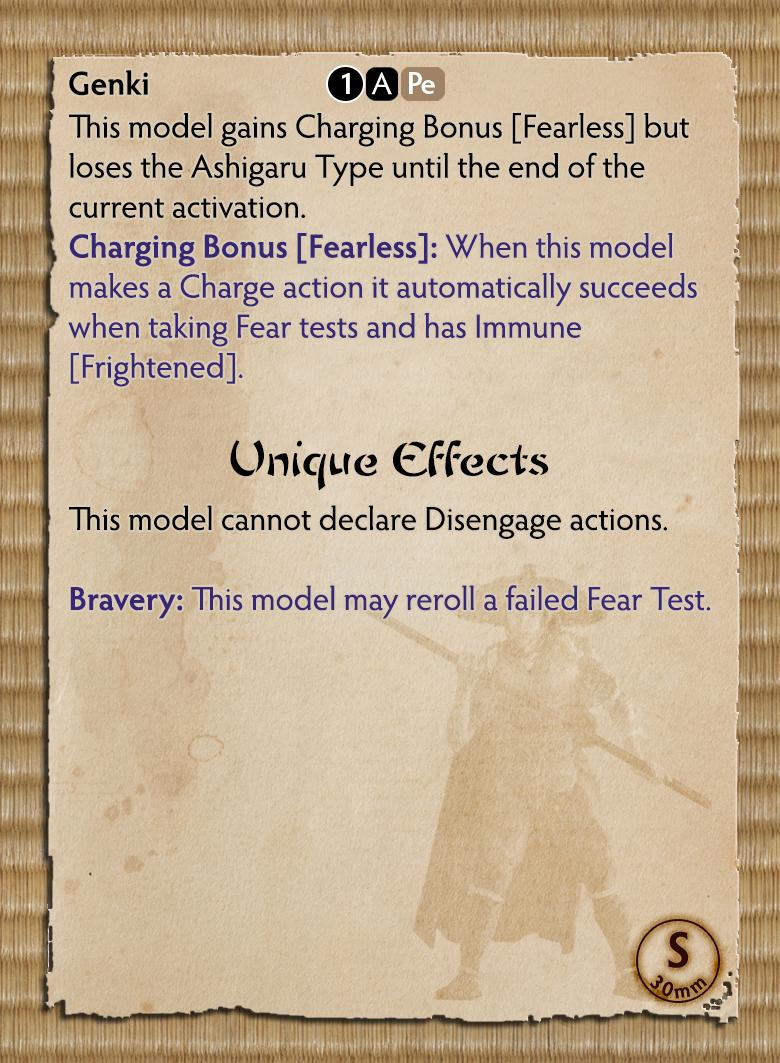 Genki 1 A Pe
This model gains Charging Bonus [Fearless] but
loses the Ashigaru Type until the end of the
current activation.
Charging Bonus [Fearless]: When this model
makes a Charge action it automatically succeeds
when taking Fear tests and has Immune
[Frightened].
Unique Effects
This model cannot declare Disengage actions.
Bravery: This model may reroll a failed Fear Test.
S
30mm